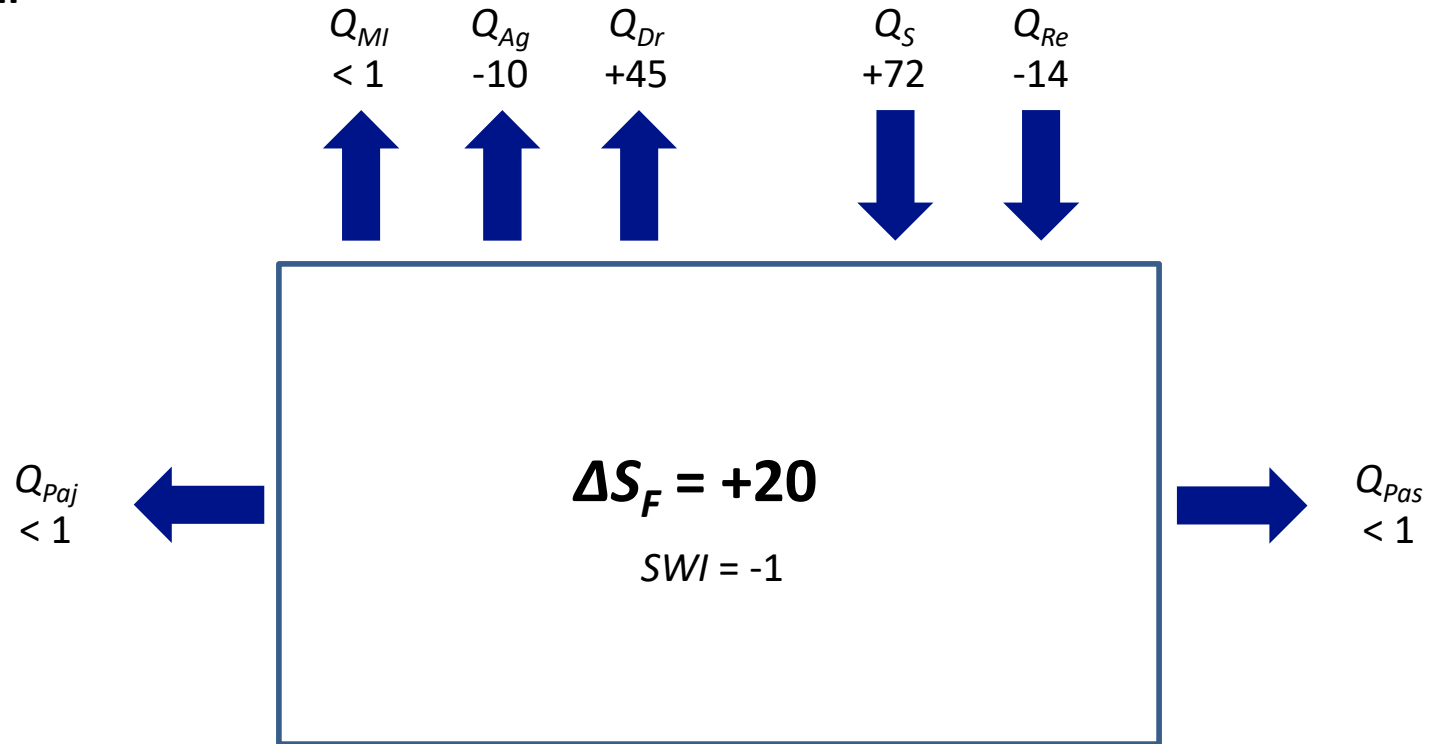 Q_MI Q_Ag Q_Dr Q_S Q_Re
< 1 -10 +45 +72 -14
ΔS_F = +20
Q_Paj Q_Pas
< 1 < 1
SWI = -1